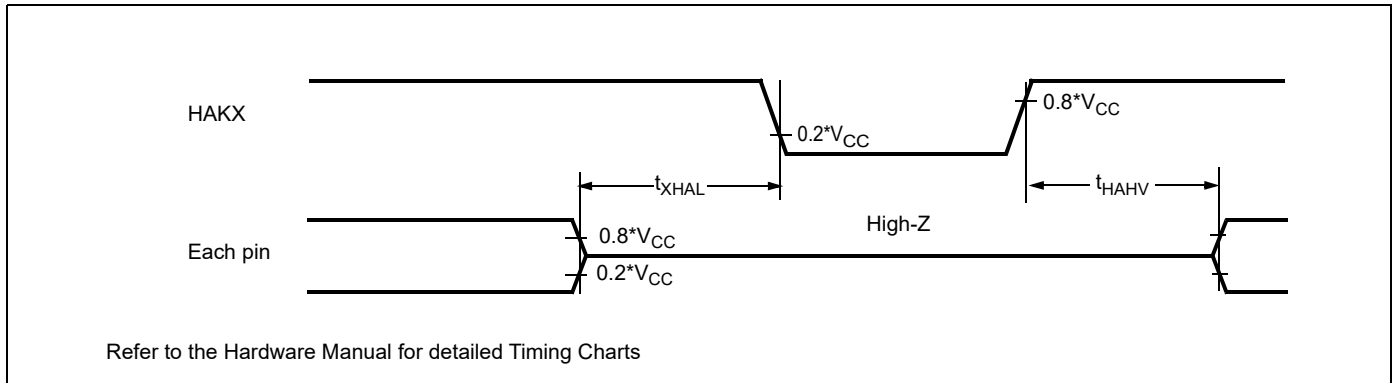 HAKX
0.8*VCC
0.2*VCC
tXHAL
tHAHV
High-Z
Each pin
0.8*VCC
0.2*VCC
Refer to the Hardware Manual for detailed Timing Charts